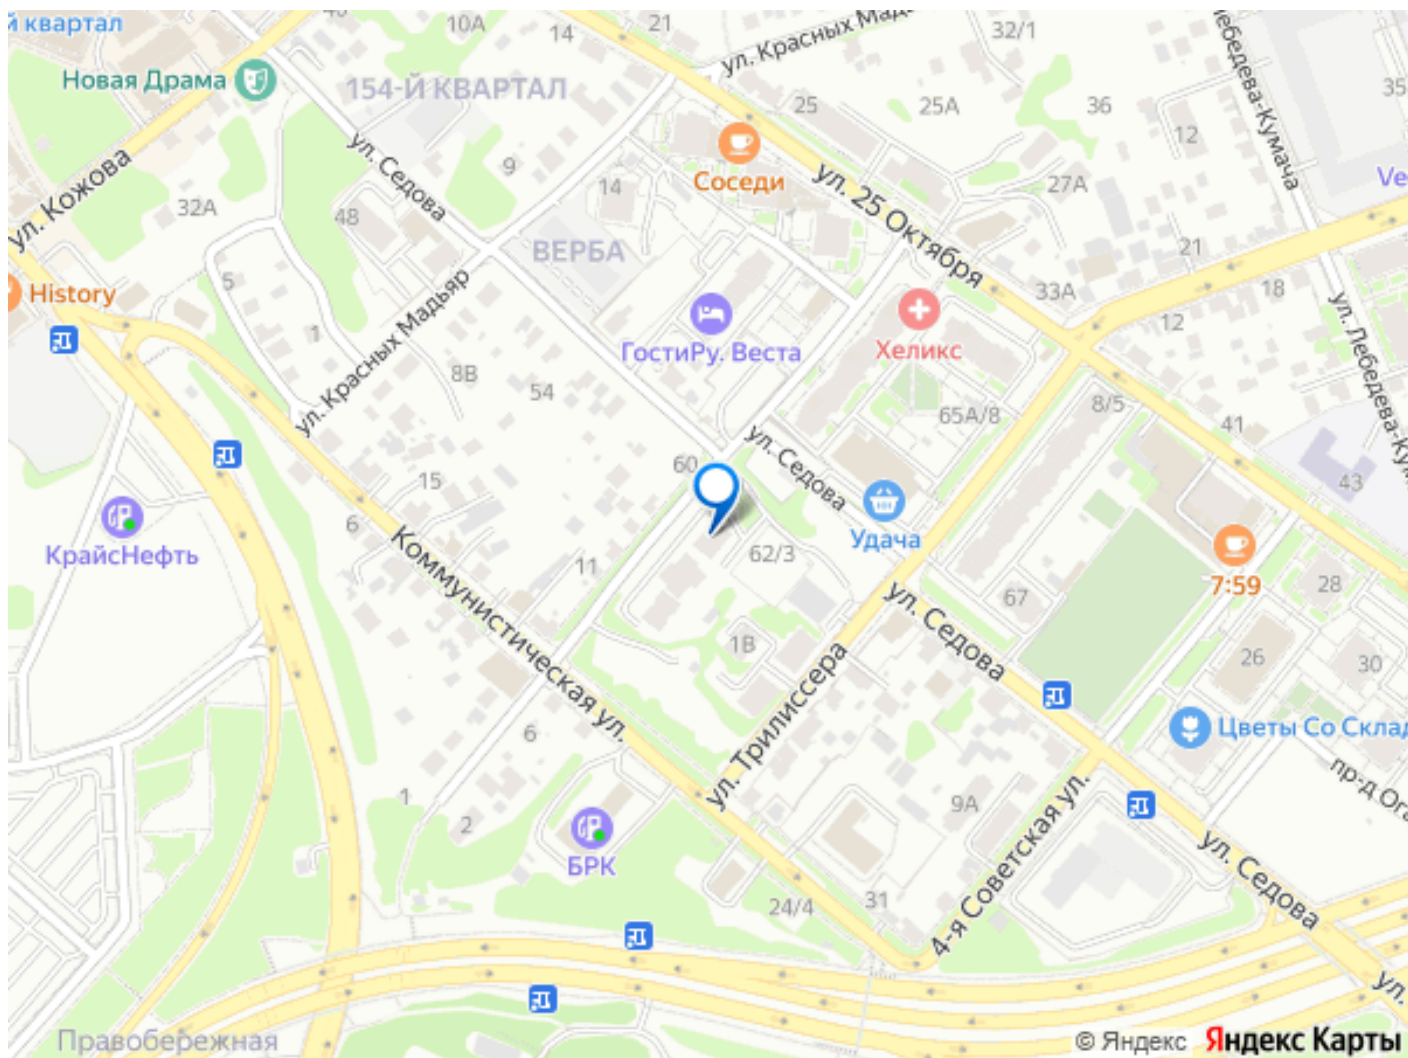 й квартал
10А
14
21
ул. Красных Мадь
32/1
Лебедева-Кумача
35
Новая Драма
154-Й КВАРТАЛ
25
25А
36
12
ул. Кожова
ул. Седова
9
14
Соседи
ул. 25 Октября
27А
Ve
32А
48
ВЕРБА
21
5
History
1
ул. Красных Мадьяр
8В
54
ГостиРу. Веста
Хеликс
33А
12
18
ул. Лебедева-Кум
65А/8
8/5
41
15
60
ул. Седова
43
6
КрайсНефть
Коммунистическая ул.
11
62/3
Удача
7:59
28
67
ул. Седова
1В
26
30
ул. Трилиссера
6
Цветы Со Склад
пр-д Ога
1
2
9А
БРК
4-я Советская ул.
ул. Седова
24/4
31
ул.
Правобережная
© Яндекс Яндекс Карты